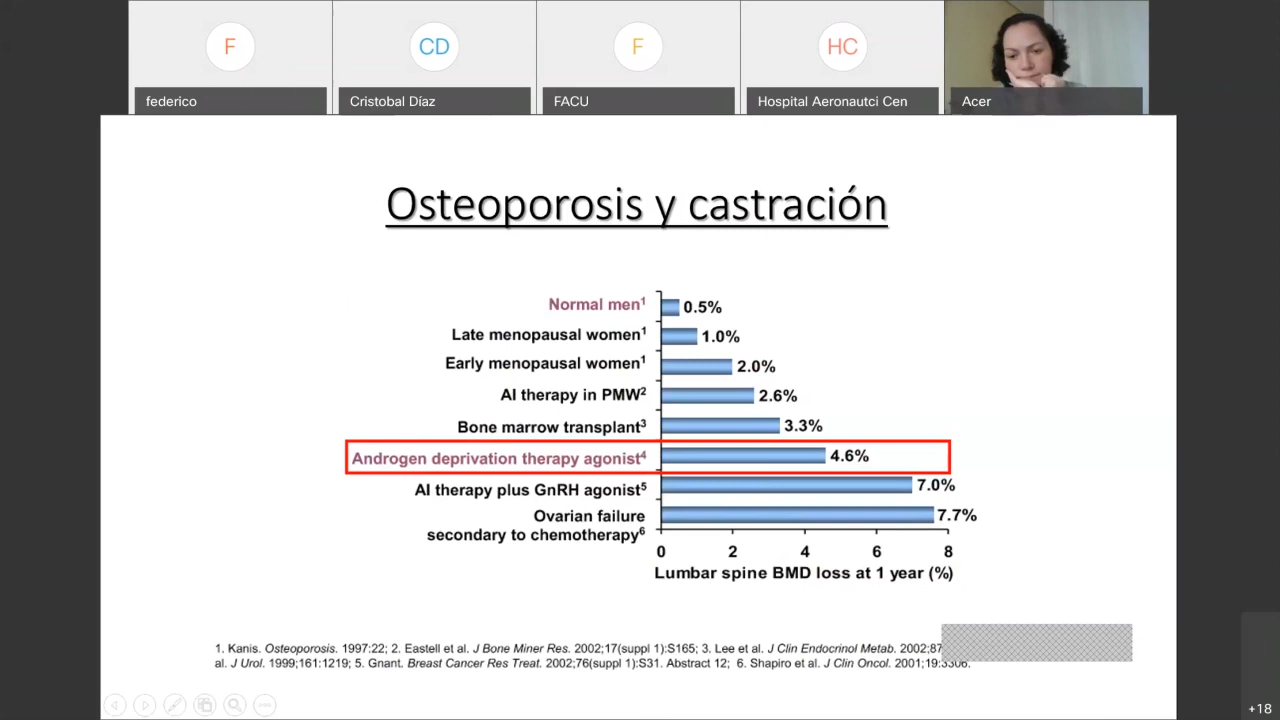 F
CD
F
HC
federico
Cristobal Díaz
FACU
Hospital Aeronautci Cen
Acer
Osteoporosis y castración
Normal men1 0.5%
Late menopausal women1 1.0%
Early menopausal women1 2.0%
AI therapy in PMW2 2.6%
Bone marrow transplant3 3.3%
Androgen deprivation therapy agonist4 4.6%
AI therapy plus GnRH agonist5 7.0%
Ovarian failure
secondary to chemotherapy6 7.7%
0 2 4 6 8
Lumbar spine BMD loss at 1 year (%)
1. Kanis. Osteoporosis. 1997:22; 2. Eastell et al. J Bone Miner Res. 2002;17(suppl 1):S165; 3. Lee et al. J Clin Endocrinol Metab. 2002;87
al. J Urol. 1999;161:1219; 5. Gnant. Breast Cancer Res Treat. 2002;76(suppl 1):S31. Abstract 12; 6. Shapiro et al. J Clin Oncol. 2001;19:3306.
+18